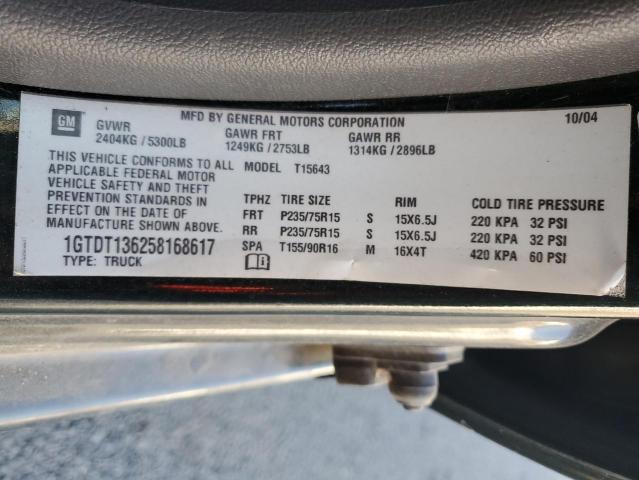 GM
MFD BY GENERAL MOTORS CORPORATION 10/04
GVWR GAWR FRT GAWR RR
2404KG / 5300LB 1249KG / 2753LB 1314KG / 2896LB
THIS VEHICLE CONFORMS TO ALL MODEL T15643
APPLICABLE FEDERAL MOTOR
VEHICLE SAFETY AND THEFT
PREVENTION STANDARDS
IN EFFECT ON THE DATE OF
MANUFACTURE SHOWN ABOVE.
TPHZ TIRE SIZE RIM COLD TIRE PRESSURE
FRT P235/75R15 S 15X6.5J 220 KPA 32 PSI
RR P235/75R15 S 15X6.5J 220 KPA 32 PSI
SPA T155/90R16 M 16X4T 420 KPA 60 PSI
1GTDT136258168617
TYPE: TRUCK